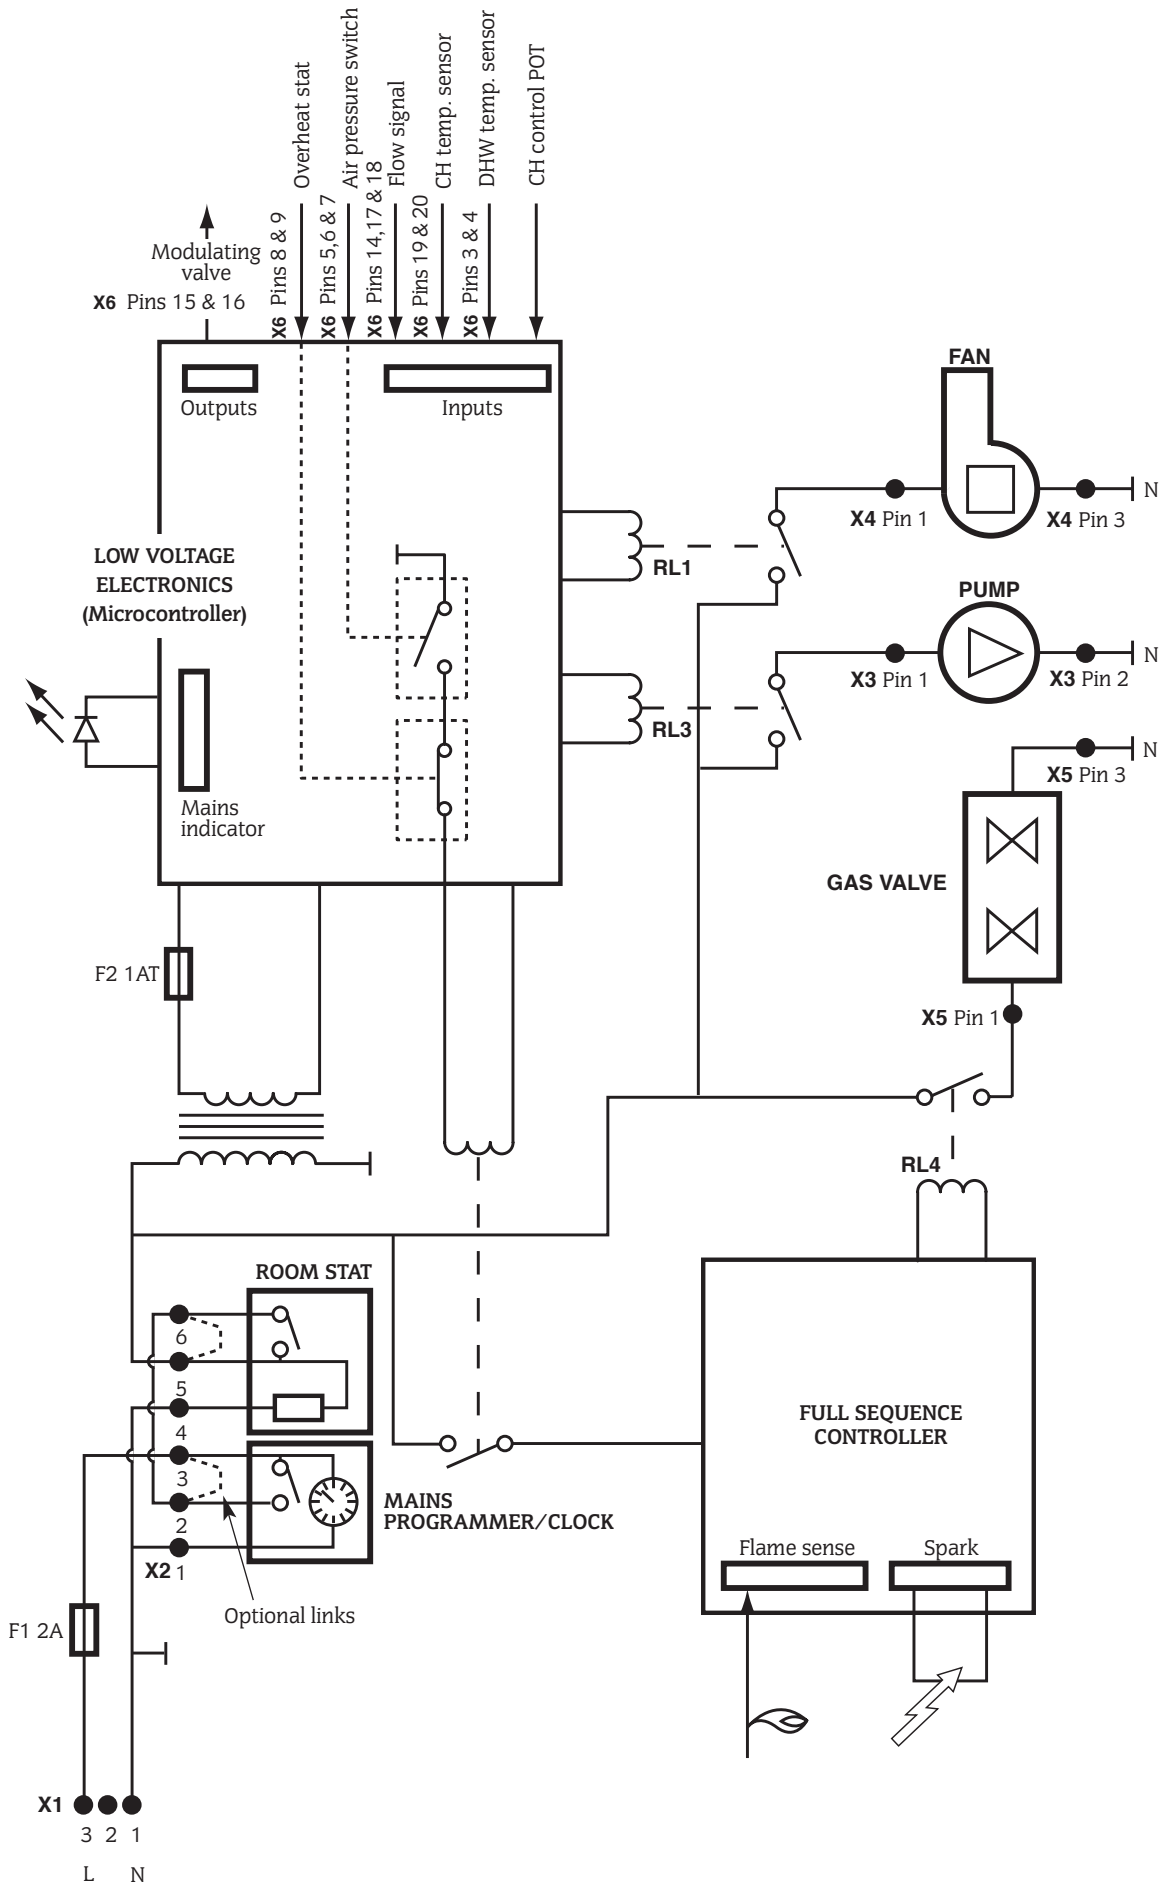 Overheat stat
Air pressure switch
Flow signal
CH temp. sensor
DHW temp. sensor
CH control POT
X6 Pins 8 & 9
X6 Pins 5,6 & 7
X6 Pins 14,17 & 18
X6 Pins 19 & 20
X6 Pins 3 & 4
Modulating
valve
X6 Pins 15 & 16
Outputs
Inputs
FAN
X4 Pin 1
X4 Pin 3
N
LOW VOLTAGE
ELECTRONICS
(Microcontroller)
RL1
PUMP
X3 Pin 1
X3 Pin 2
N
RL3
X5 Pin 3
N
Mains
indicator
GAS VALVE
F2 1AT
X5 Pin 1
RL4
ROOM STAT
6
5
4
3
2
X2 1
MAINS
PROGRAMMER/CLOCK
FULL SEQUENCE
CONTROLLER
Flame sense
Spark
Optional links
F1 2A
X1
3 2 1
L N